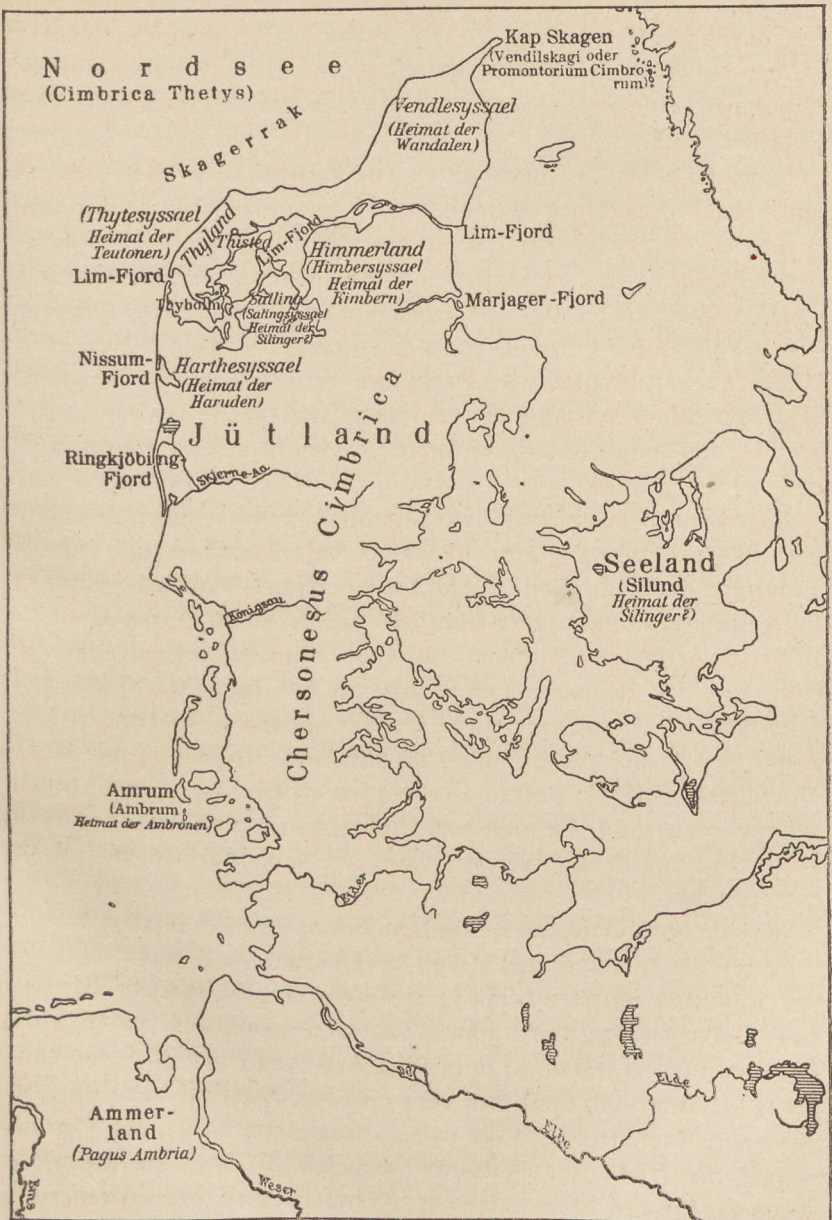 Nordsee
(Cimbrica Thetys)
Kap Skagen
(Vendilskagi oder
Promontorium Cimbro-
rum)
Skagerrak
Vendlesyssael
(Heimat der
Wandalen)
(Thytesyssael
Heimat der
Teutonen)
Thyland
Thisted
Lim-Fjord
Himmerland
(Himbersyssael
Heimat der
Kimbern)
Lim-Fjord
Lim-Fjord
Thyholm
Salling
(Salingsyssael
Heimat der
Silinger?)
Marjager-Fjord
Nissum-
Fjord
Harthesyssael
(Heimat der
Haruden)
Jütland
Ringkjöbing
Fjord
Skjerne-Aa
Chersonesus Cimbrica
Seeland
(Silund
Heimat der
Silinger?)
Königsau
Amrum
(Ambrum
Heimat der Ambronen)
Eider
Elde
Ammer-
land
(Pagus Ambria)
Elbe
Weser
Ems